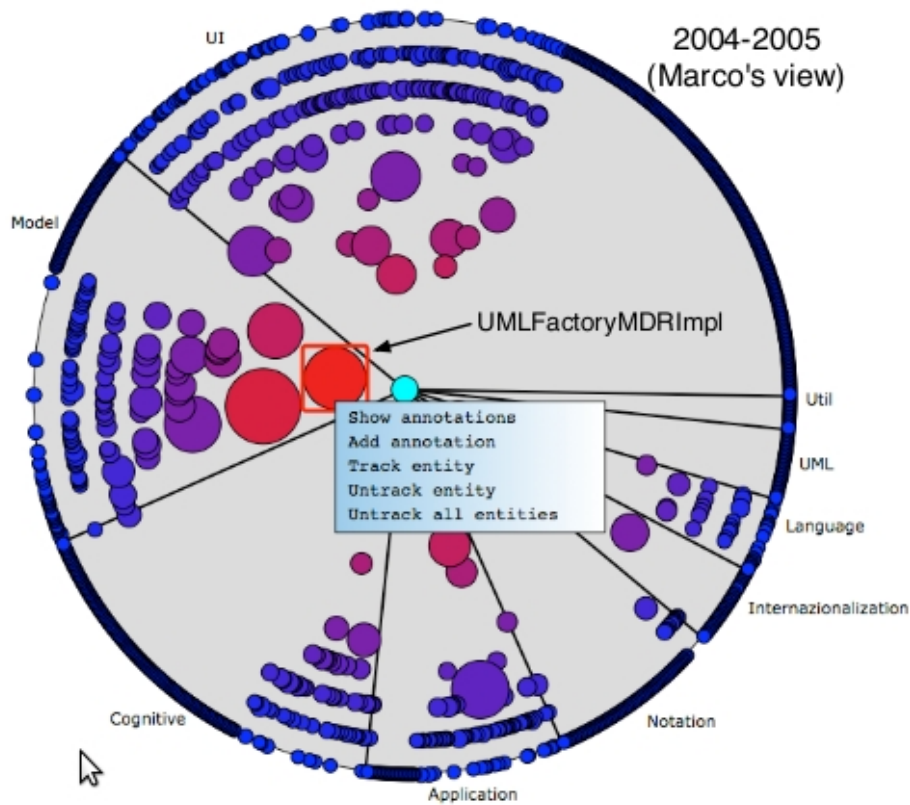 UI
2004-2005
(Marco's view)
Model
UMLFactoryMDRImpl
Show annotations
Add annotation
Track entity
Untrack entity
Untrack all entities
Util
UML
Language
Internazionalization
Notation
Cognitive
Application